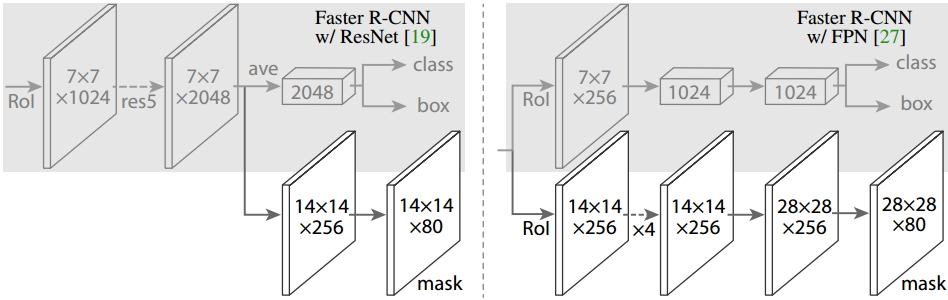 Faster R-CNN
w/ ResNet [19]
RoI
7×7
×1024
res5
7×7
×2048
ave
2048
class
box
14×14
×256
14×14
×80
mask
Faster R-CNN
w/ FPN [27]
RoI
7×7
×256
1024
1024
class
box
RoI
14×14
×256
×4
14×14
×256
28×28
×256
28×28
×80
mask